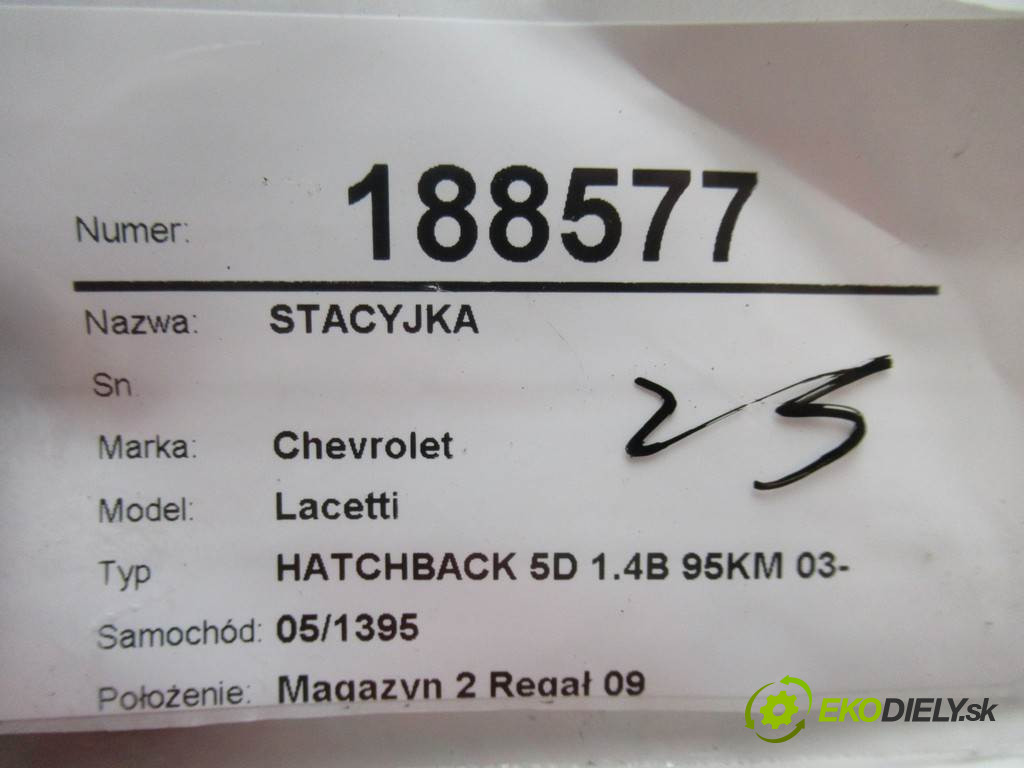 Numer: 188577
Nazwa: STACYJKA
Sn
25
Marka: Chevrolet
Model: Lacetti
Typ HATCHBACK 5D 1.4B 95KM 03-
Samochód: 05/1395
Położenie: Magazyn 2 Regał 09
EKODIELY.sk